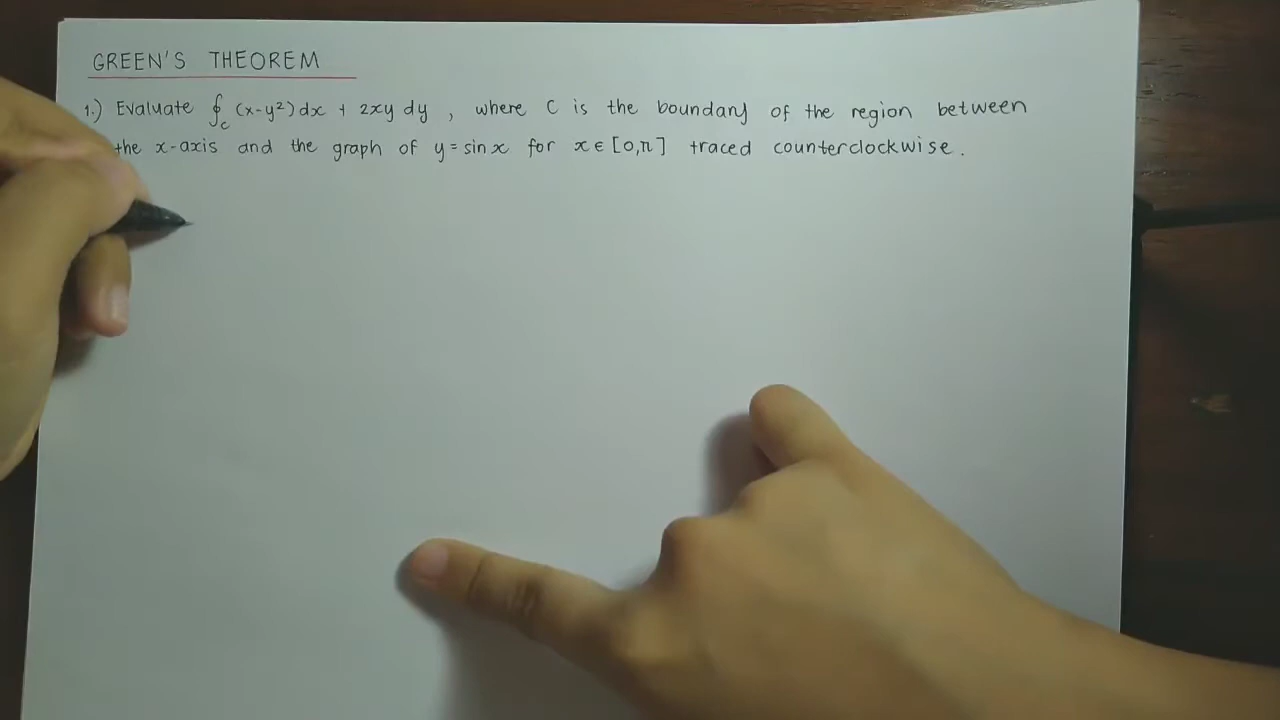 GREEN'S THEOREM
1.) Evaluate ∮_C (x-y²)dx + 2xy dy , where C is the boundary of the region between
the x-axis and the graph of y = sin x for x ∈ [0,π] traced counterclockwise.